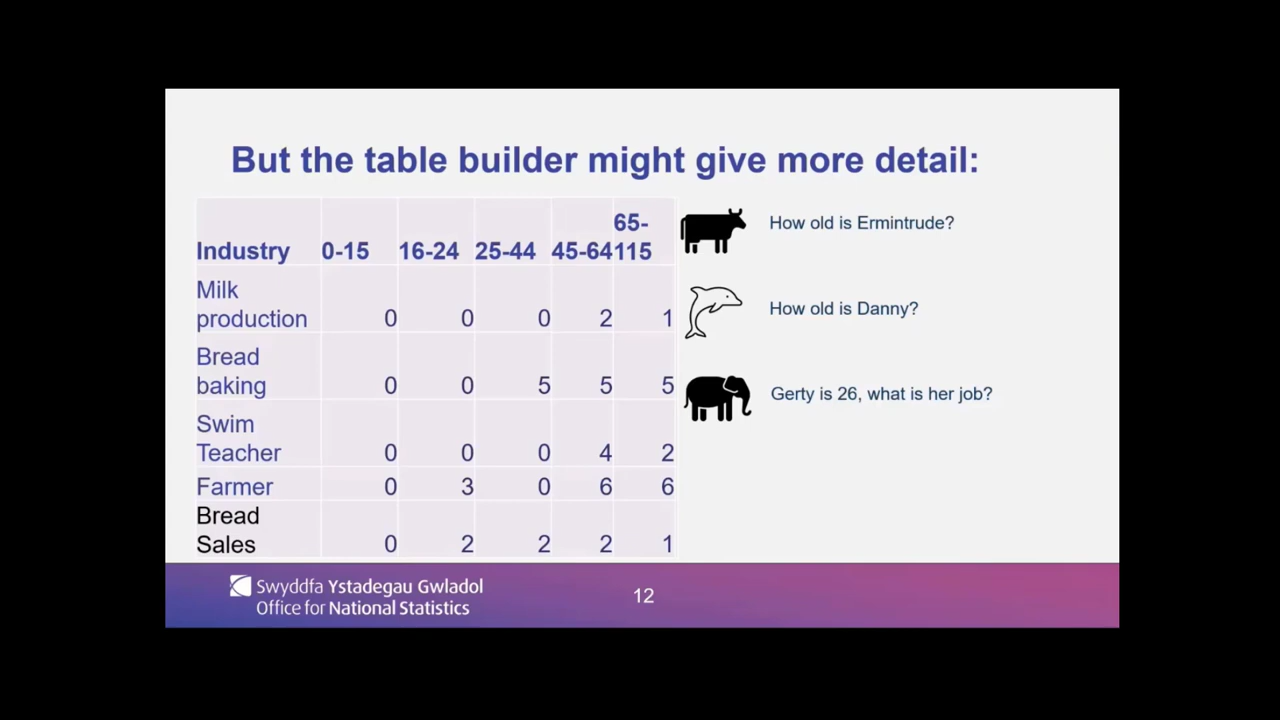 But the table builder might give more detail:
65-
Industry 0-15 16-24 25-44 45-64 115
Milk
production 0 0 0 2 1
Bread
baking 0 0 5 5 5
Swim
Teacher 0 0 0 4 2
Farmer 0 3 0 6 6
Bread
Sales 0 2 2 2 1
How old is Ermintrude?
How old is Danny?
Gerty is 26, what is her job?
Swyddfa Ystadegau Gwladol
Office for National Statistics
12